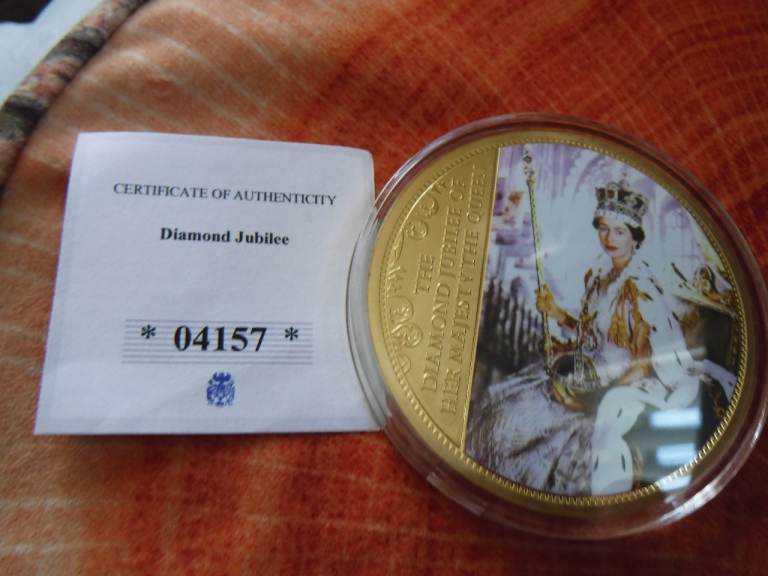 CERTIFICATE OF AUTHENTICITY
Diamond Jubilee
* 04157 *
THE
DIAMOND JUBILEE OF
HER MAJESTY THE QUEEN